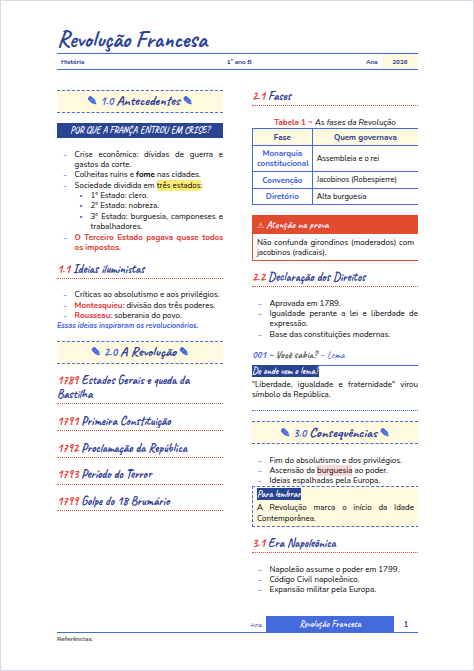 Revolução Francesa
História 1° ano B Ana 2026
✎ 1.0 Antecedentes ✎
POR QUE A FRANÇA ENTROU EM CRISE?
– Crise econômica: dívidas de guerra e
gastos da corte.
– Colheitas ruins e fome nas cidades.
– Sociedade dividida em três estados:
• 1° Estado: clero.
• 2° Estado: nobreza.
• 3° Estado: burguesia, camponeses e
trabalhadores.
– O Terceiro Estado pagava quase todos
os impostos.
1.1 Ideias iluministas
– Críticas ao absolutismo e aos privilégios.
– Montesquieu: divisão dos três poderes.
– Rousseau: soberania do povo.
Essas ideias inspiraram os revolucionários.
✎ 2.0 A Revolução ✎
1789 Estados Gerais e queda da
Bastilha
1791 Primeira Constituição
1792 Proclamação da República
1793 Período do Terror
1799 Golpe do 18 Brumário
2.1 Fases
Tabela 1 ~ As fases da Revolução
Fase Quem governava
Monarquia
constitucional Assembleia e o rei
Convenção Jacobinos (Robespierre)
Diretório Alta burguesia
⚠ Atenção na prova
Não confunda girondinos (moderados) com
jacobinos (radicais).
2.2 Declaração dos Direitos
– Aprovada em 1789.
– Igualdade perante a lei e liberdade de
expressão.
– Base das constituições modernas.
001 ~ Você sabia? – Lema
De onde vem o lema?
"Liberdade, igualdade e fraternidade" virou
símbolo da República.
✎ 3.0 Consequências ✎
– Fim do absolutismo e dos privilégios.
– Ascensão da burguesia ao poder.
– Ideias espalhadas pela Europa.
Para lembrar
A Revolução marca o início da Idade
Contemporânea.
3.1 Era Napoleônica
– Napoleão assume o poder em 1799.
– Código Civil napoleônico.
– Expansão militar pela Europa.
Ana Revolução Francesa 1
Referências: